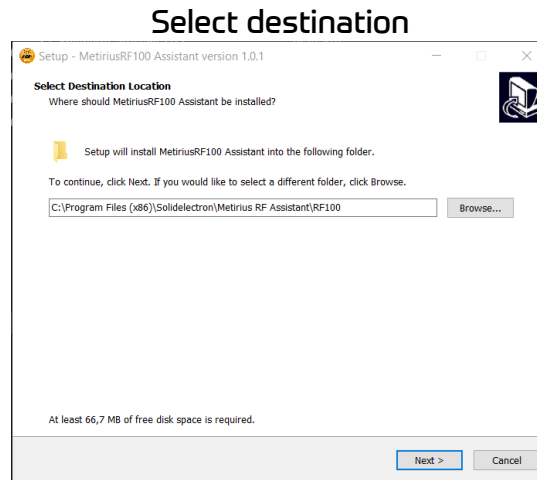 Select destination
Setup - MetiriusRF100 Assistant version 1.0.1
Select Destination Location
Where should MetiriusRF100 Assistant be installed?
Setup will install MetiriusRF100 Assistant into the following folder.
To continue, click Next. If you would like to select a different folder, click Browse.
C:\Program Files (x86)\Solidelectron\Metirius RF Assistant\RF100
Browse...
At least 66,7 MB of free disk space is required.
Next >
Cancel